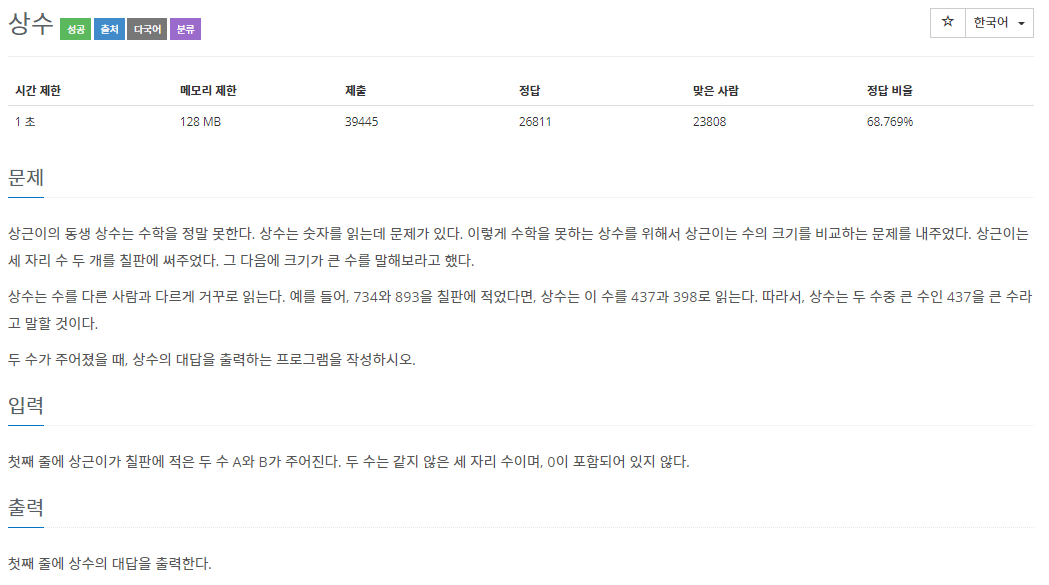 상수 성공 출처 다국어 분류
☆ 한국어
시간 제한 메모리 제한 제출 정답 맞은 사람 정답 비율
1 초 128 MB 39445 26811 23808 68.769%
문제
상근이의 동생 상수는 수학을 정말 못한다. 상수는 숫자를 읽는데 문제가 있다. 이렇게 수학을 못하는 상수를 위해서 상근이는 수의 크기를 비교하는 문제를 내주었다. 상근이는
세 자리 수 두 개를 칠판에 써주었다. 그 다음에 크기가 큰 수를 말해보라고 했다.
상수는 수를 다른 사람과 다르게 거꾸로 읽는다. 예를 들어, 734와 893을 칠판에 적었다면, 상수는 이 수를 437과 398로 읽는다. 따라서, 상수는 두 수중 큰 수인 437을 큰 수라
고 말할 것이다.
두 수가 주어졌을 때, 상수의 대답을 출력하는 프로그램을 작성하시오.
입력
첫째 줄에 상근이가 칠판에 적은 두 수 A와 B가 주어진다. 두 수는 같지 않은 세 자리 수이며, 0이 포함되어 있지 않다.
출력
첫째 줄에 상수의 대답을 출력한다.